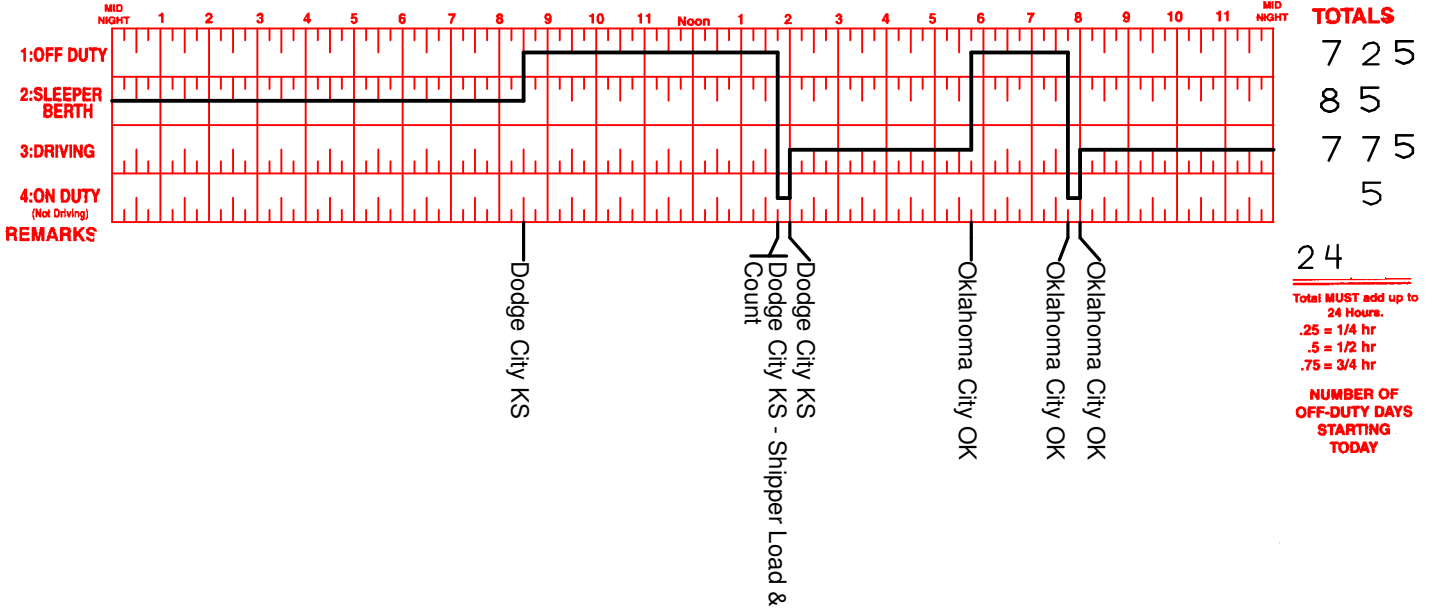 MID NIGHT 1 2 3 4 5 6 7 8 9 10 11 Noon 1 2 3 4 5 6 7 8 9 10 11 MID NIGHT TOTALS
1:OFF DUTY 7 2 5
2:SLEEPER BERTH 8 5
3:DRIVING 7 7 5
4:ON DUTY (Not Driving) 5
REMARKS
24
Dodge City KS
Dodge City KS - Shipper Load &
Count
Dodge City KS
Oklahoma City OK
Oklahoma City OK
Oklahoma City OK
Total MUST add up to
24 Hours.
.25 = 1/4 hr
.5 = 1/2 hr
.75 = 3/4 hr
NUMBER OF
OFF-DUTY DAYS
STARTING
TODAY